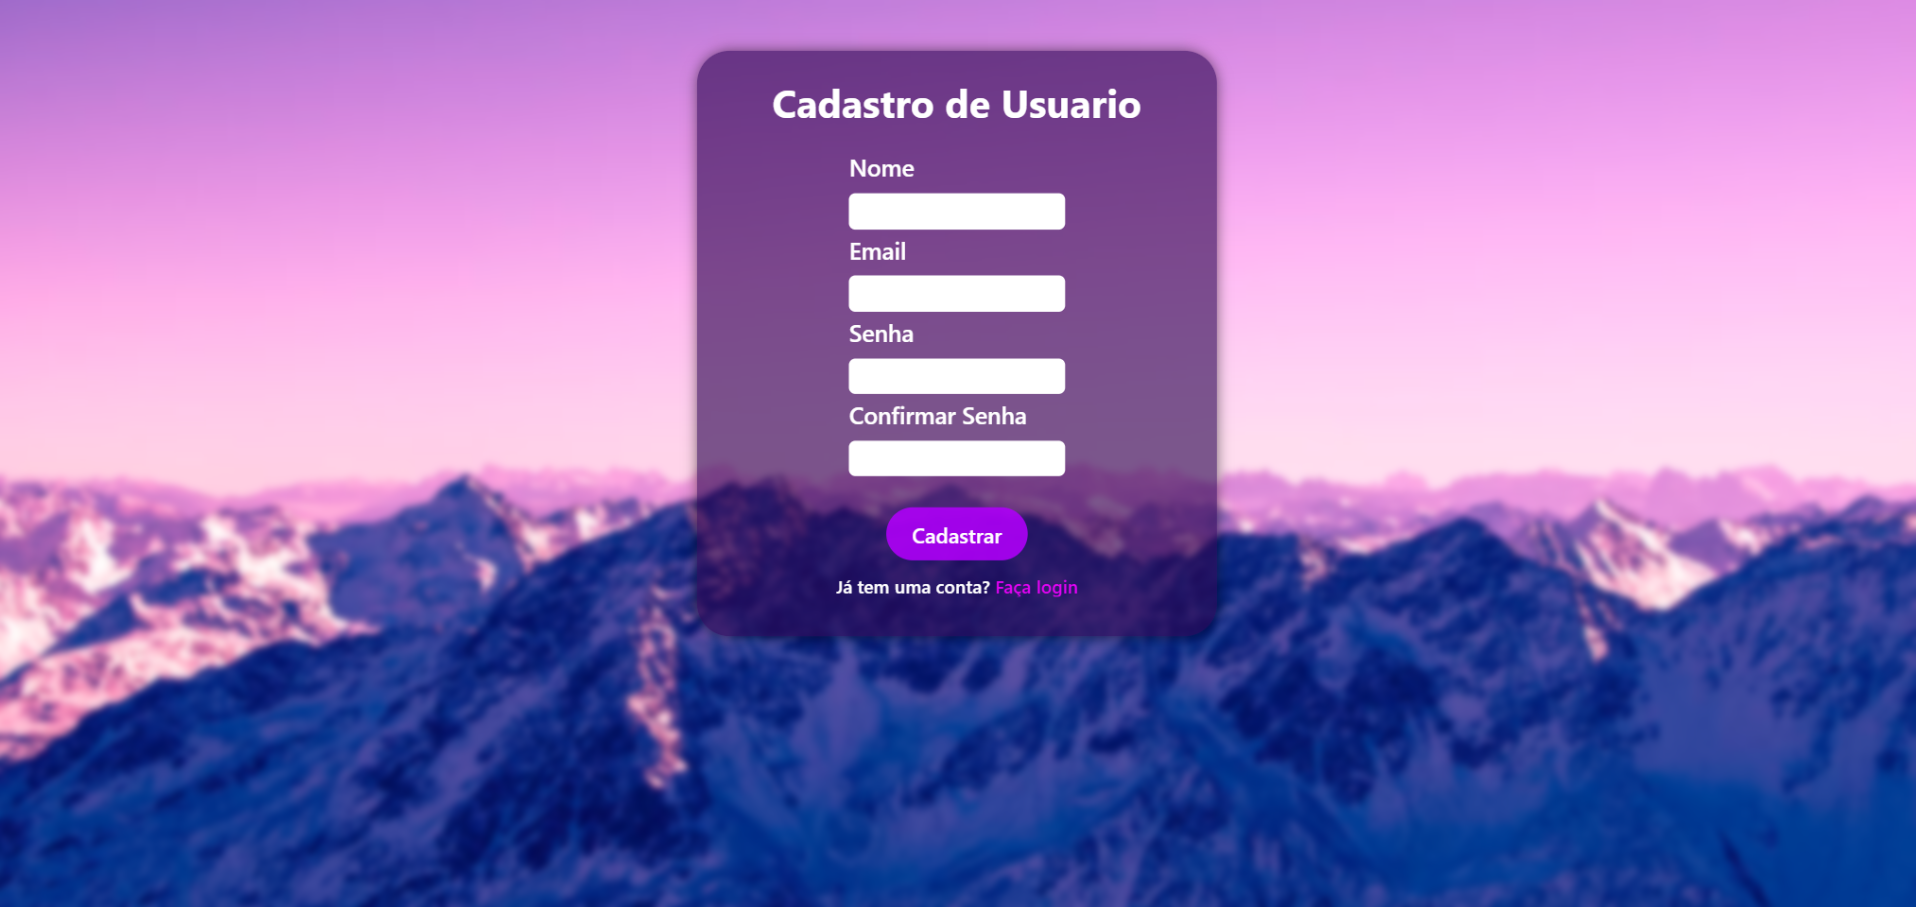 Cadastro de Usuario
Nome
Email
Senha
Confirmar Senha
Cadastrar
Já tem uma conta? Faça login